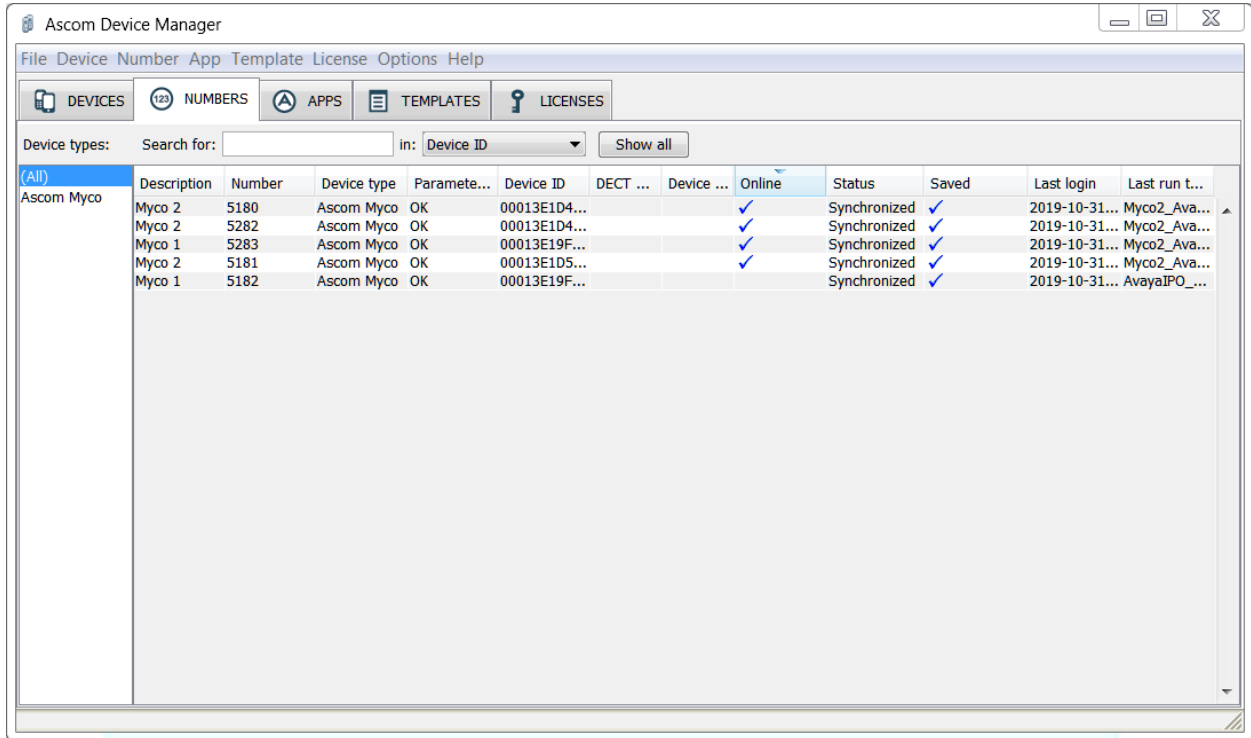 Ascom Device Manager
File Device Number App Template License Options Help
DEVICES 123 NUMBERS A APPS TEMPLATES LICENSES
Device types: Search for: in: Device ID Show all
(All)
Ascom Myco
Description Number Device type Paramete... Device ID DECT ... Device ... Online Status Saved Last login Last run t...
Myco 2 5180 Ascom Myco OK 00013E1D4... ✓ Synchronized ✓ 2019-10-31... Myco2_Ava...
Myco 2 5282 Ascom Myco OK 00013E1D4... ✓ Synchronized ✓ 2019-10-31... Myco2_Ava...
Myco 1 5283 Ascom Myco OK 00013E19F... ✓ Synchronized ✓ 2019-10-31... Myco2_Ava...
Myco 2 5181 Ascom Myco OK 00013E1D5... ✓ Synchronized ✓ 2019-10-31... Myco2_Ava...
Myco 1 5182 Ascom Myco OK 00013E19F... Synchronized ✓ 2019-10-31... AvayaIPO_...